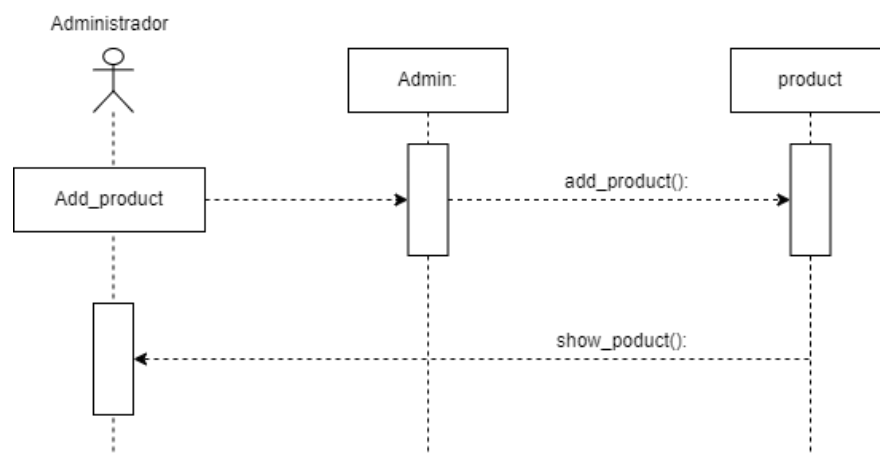 Administrador
Admin:
product
Add_product
add_product():
show_poduct():